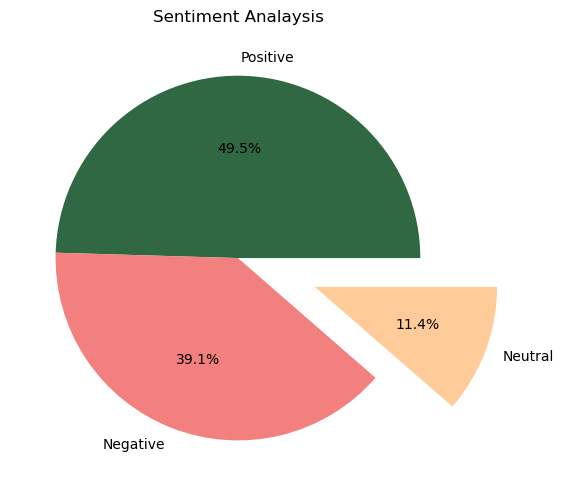 Sentiment Analaysis
Positive
49.5%
11.4%
Neutral
39.1%
Negative